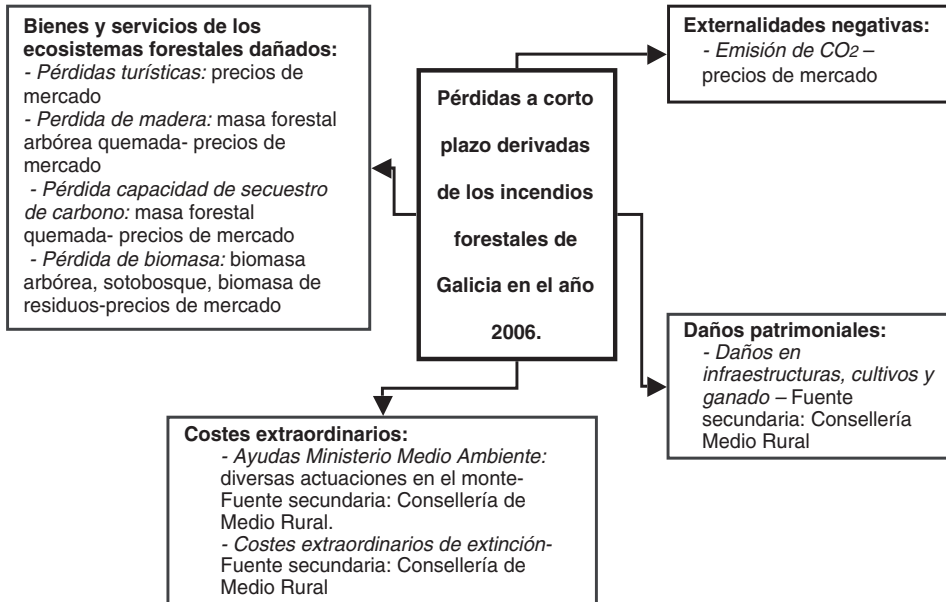 Bienes y servicios de los
ecosistemas forestales dañados:
- Pérdidas turísticas: precios de
mercado
- Perdida de madera: masa forestal
arbórea quemada- precios de
mercado
- Pérdida capacidad de secuestro
de carbono: masa forestal
quemada- precios de mercado
- Pérdida de biomasa: biomasa
arbórea, sotobosque, biomasa de
residuos-precios de mercado
Pérdidas a corto
plazo derivadas
de los incendios
forestales de
Galicia en el año
2006.
Externalidades negativas:
- Emisión de CO2 –
precios de mercado
Daños patrimoniales:
- Daños en
infraestructuras, cultivos y
ganado – Fuente
secundaria: Consellería
Medio Rural
Costes extraordinarios:
- Ayudas Ministerio Medio Ambiente:
diversas actuaciones en el monte-
Fuente secundaria: Consellería de
Medio Rural.
- Costes extraordinarios de extinción-
Fuente secundaria: Consellería de
Medio Rural